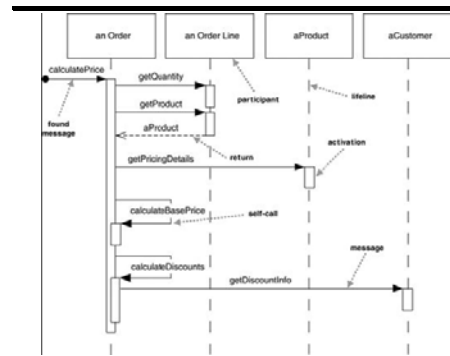 an Order
an Order Line
aProduct
aCustomer
calculatePrice
getQuantity
getProduct
participant
lifeline
found
message
aProduct
return
activation
getPricingDetails
calculateBasePrice
self-call
message
calculateDiscounts
getDiscountInfo